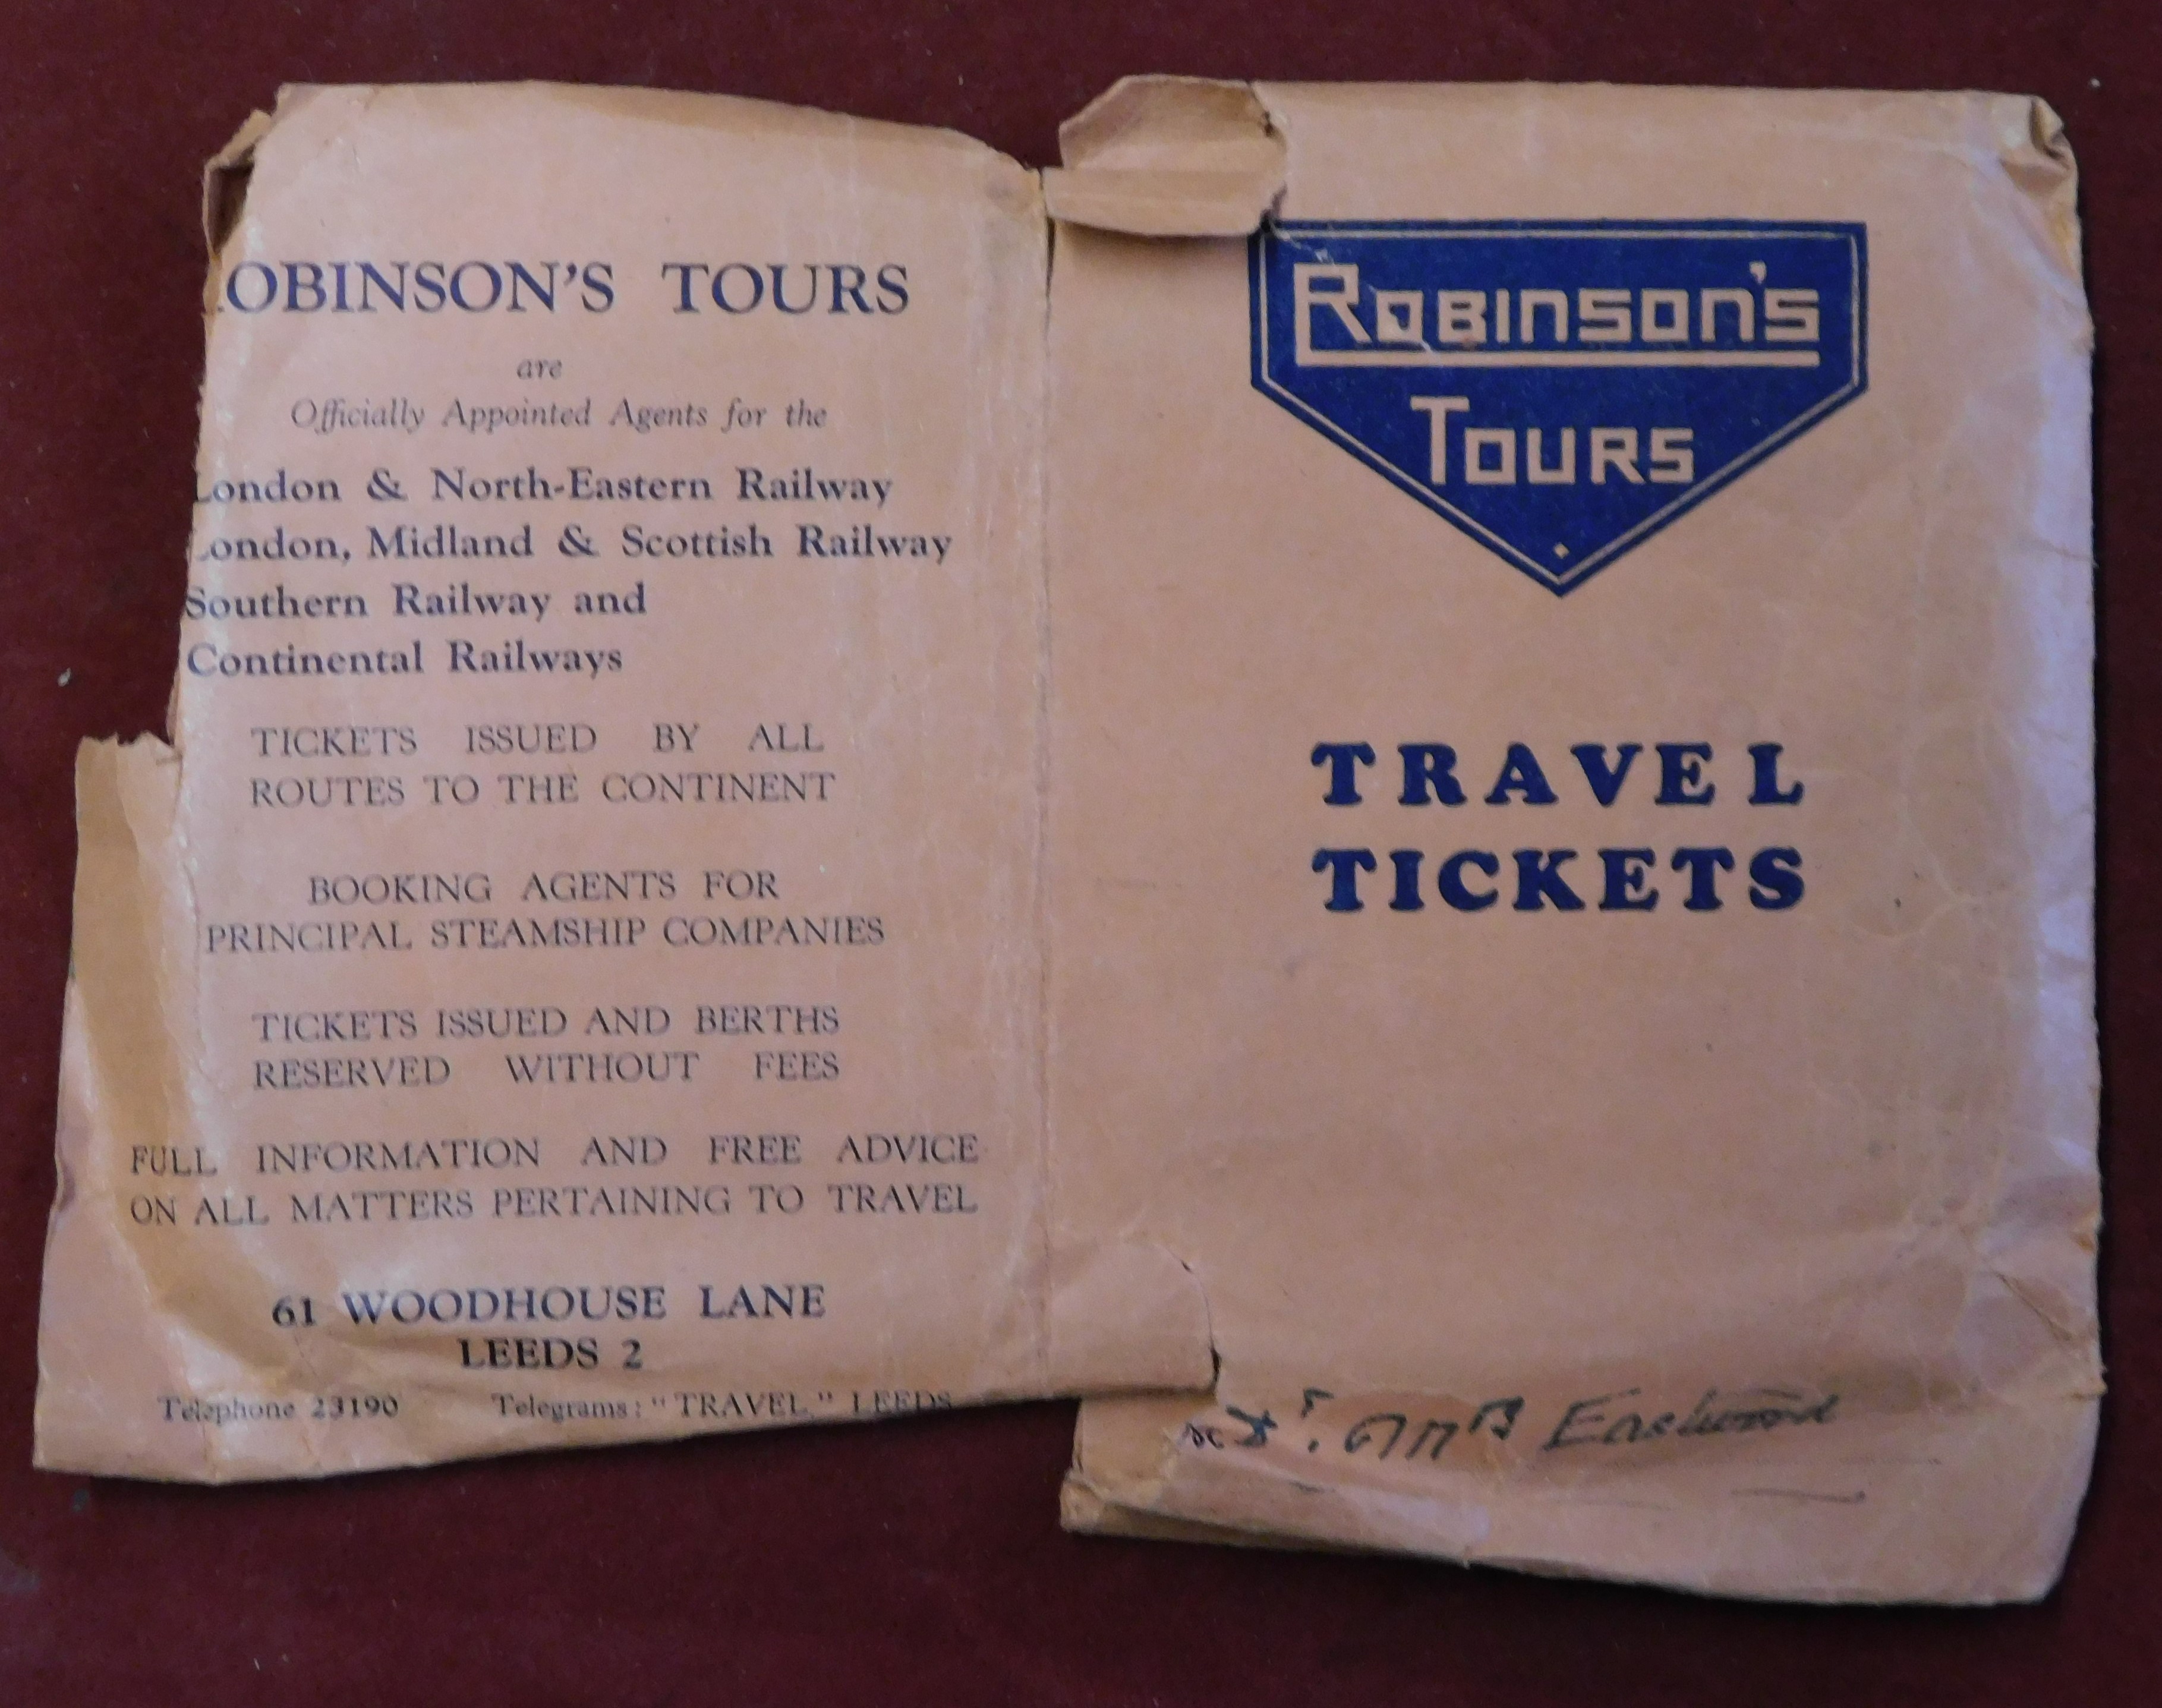 OBINSON'S TOURS
are
Officially Appointed Agents for the
London & North-Eastern Railway
London, Midland & Scottish Railway
Southern Railway and
Continental Railways
TICKETS ISSUED BY ALL
ROUTES TO THE CONTINENT
BOOKING AGENTS FOR
PRINCIPAL STEAMSHIP COMPANIES
TICKETS ISSUED AND BERTHS
RESERVED WITHOUT FEES
FULL INFORMATION AND FREE ADVICE
ON ALL MATTERS PERTAINING TO TRAVEL
61 WOODHOUSE LANE
LEEDS 2
Telephone 23190 Telegrams: "TRAVEL" LEEDS
ROBINSON'S
TOURS
TRAVEL
TICKETS
Eastwood